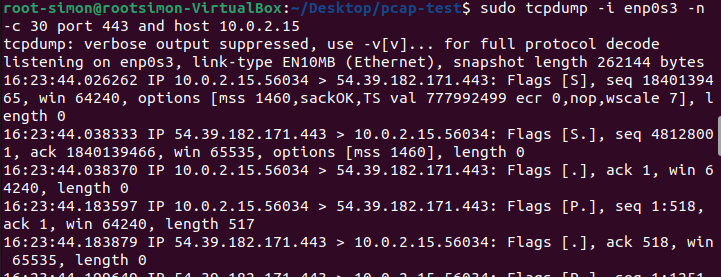 root-simon@rootsimon-VirtualBox:~/Desktop/pcap-test$ sudo tcpdump -i enp0s3 -n
-c 30 port 443 and host 10.0.2.15
tcpdump: verbose output suppressed, use -v[v]... for full protocol decode
listening on enp0s3, link-type EN10MB (Ethernet), snapshot length 262144 bytes
16:23:44.026262 IP 10.0.2.15.56034 > 54.39.182.171.443: Flags [S], seq 18401394
65, win 64240, options [mss 1460,sackOK,TS val 777992499 ecr 0,nop,wscale 7], l
ength 0
16:23:44.038333 IP 54.39.182.171.443 > 10.0.2.15.56034: Flags [S.], seq 4812800
1, ack 1840139466, win 65535, options [mss 1460], length 0
16:23:44.038370 IP 10.0.2.15.56034 > 54.39.182.171.443: Flags [.], ack 1, win 6
4240, length 0
16:23:44.183597 IP 10.0.2.15.56034 > 54.39.182.171.443: Flags [P.], seq 1:518,
ack 1, win 64240, length 517
16:23:44.183879 IP 54.39.182.171.443 > 10.0.2.15.56034: Flags [.], ack 518, win
65535, length 0